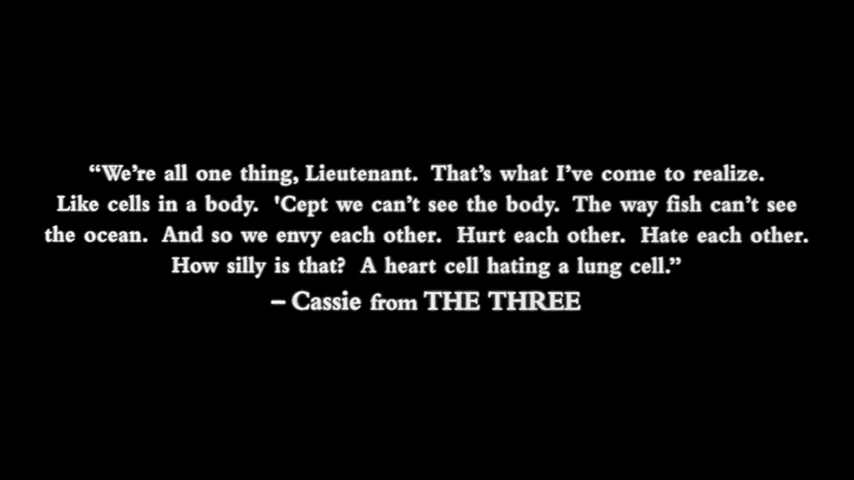 “We’re all one thing, Lieutenant.  That’s what I’ve come to realize.
Like cells in a body.  'Cept we can’t see the body.  The way fish can’t see
the ocean.  And so we envy each other.  Hurt each other.  Hate each other.
How silly is that?  A heart cell hating a lung cell.”
– Cassie from THE THREE